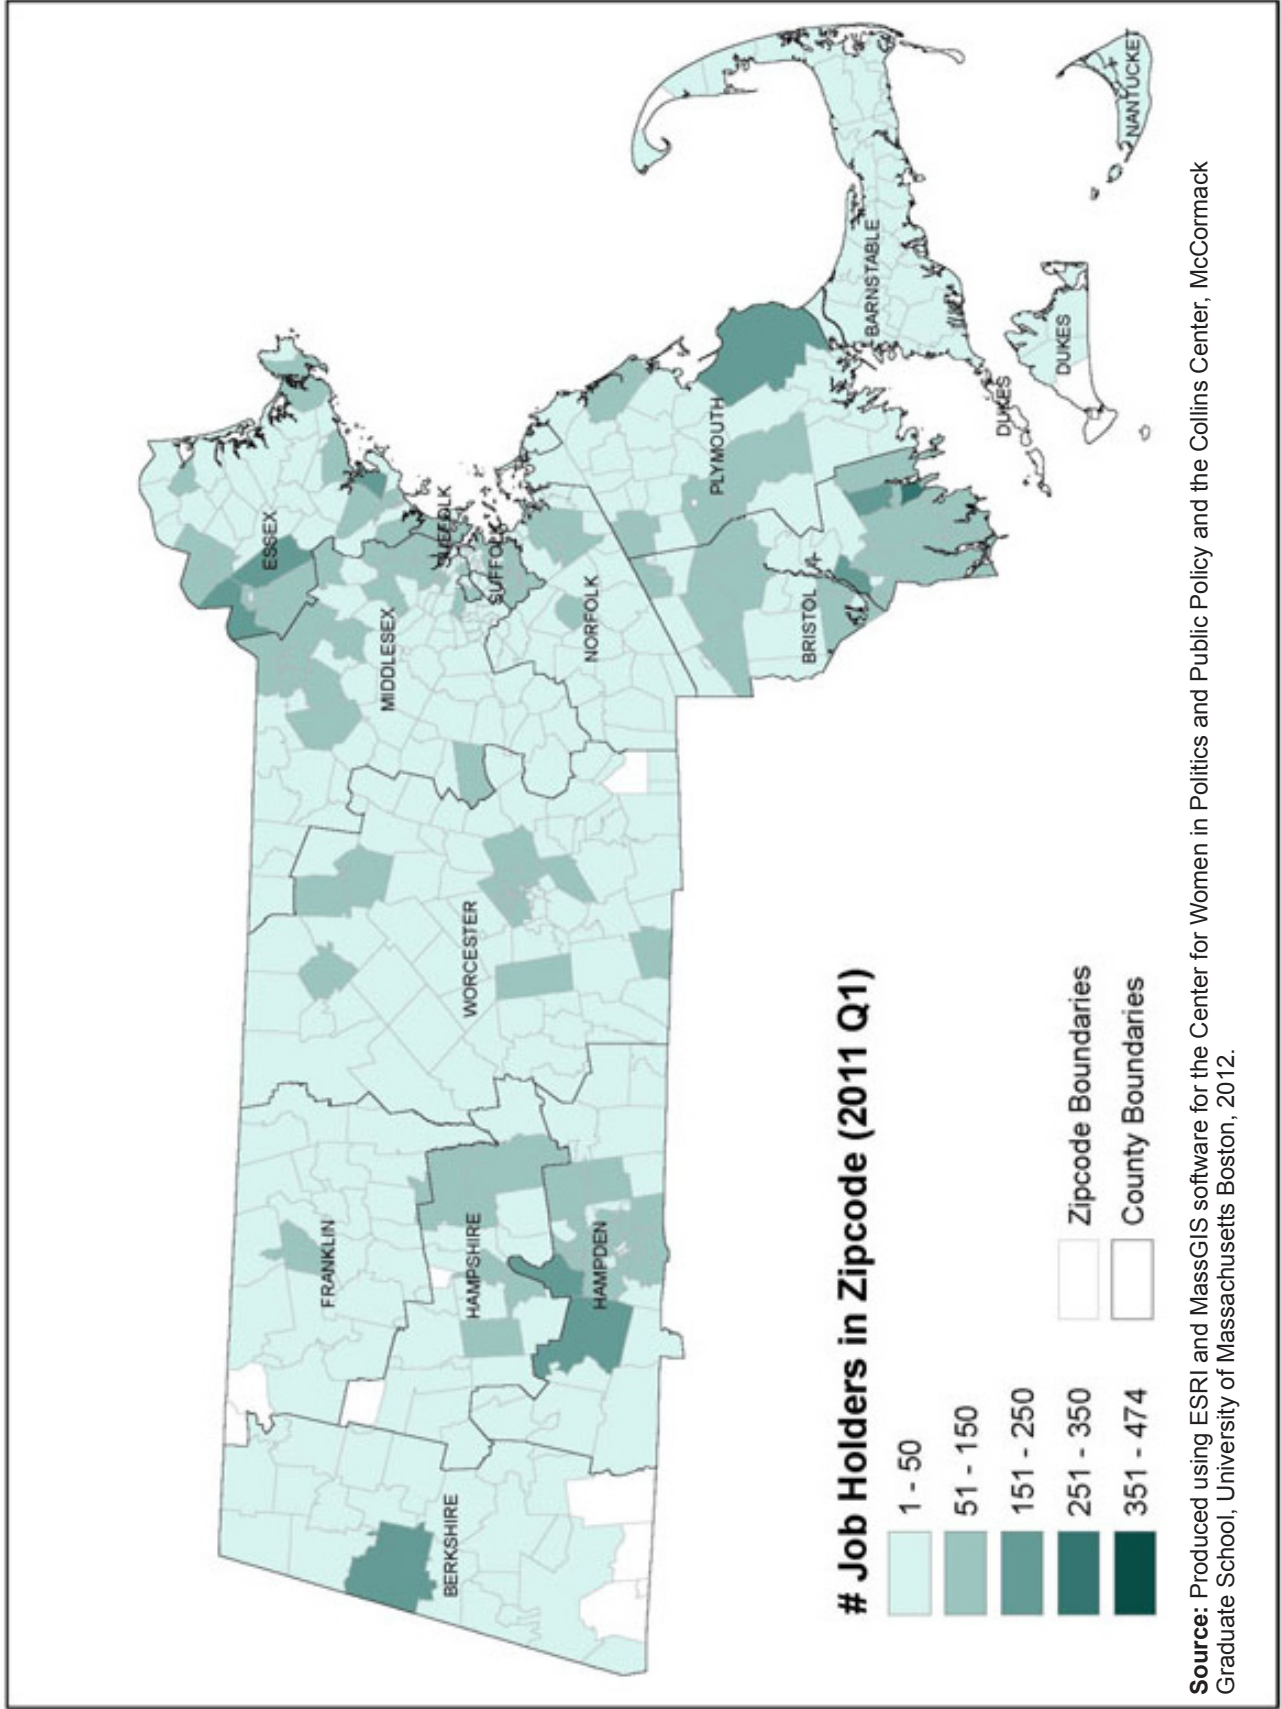 ESSEX
MIDDLESEX
SUFFOLK
SUFFOLK
NORFOLK
PLYMOUTH
BRISTOL
BARNSTABLE
DUKES
DUKES
NANTUCKET
FRANKLIN
WORCESTER
HAMPSHIRE
HAMPDEN
BERKSHIRE
# Job Holders in Zipcode (2011 Q1)
1 - 50
51 - 150
151 - 250
251 - 350
351 - 474
Zipcode Boundaries
County Boundaries
Source: Produced using ESRI and MassGIS software for the Center for Women in Politics and Public Policy and the Collins Center, McCormack
Graduate School, University of Massachusetts Boston, 2012.